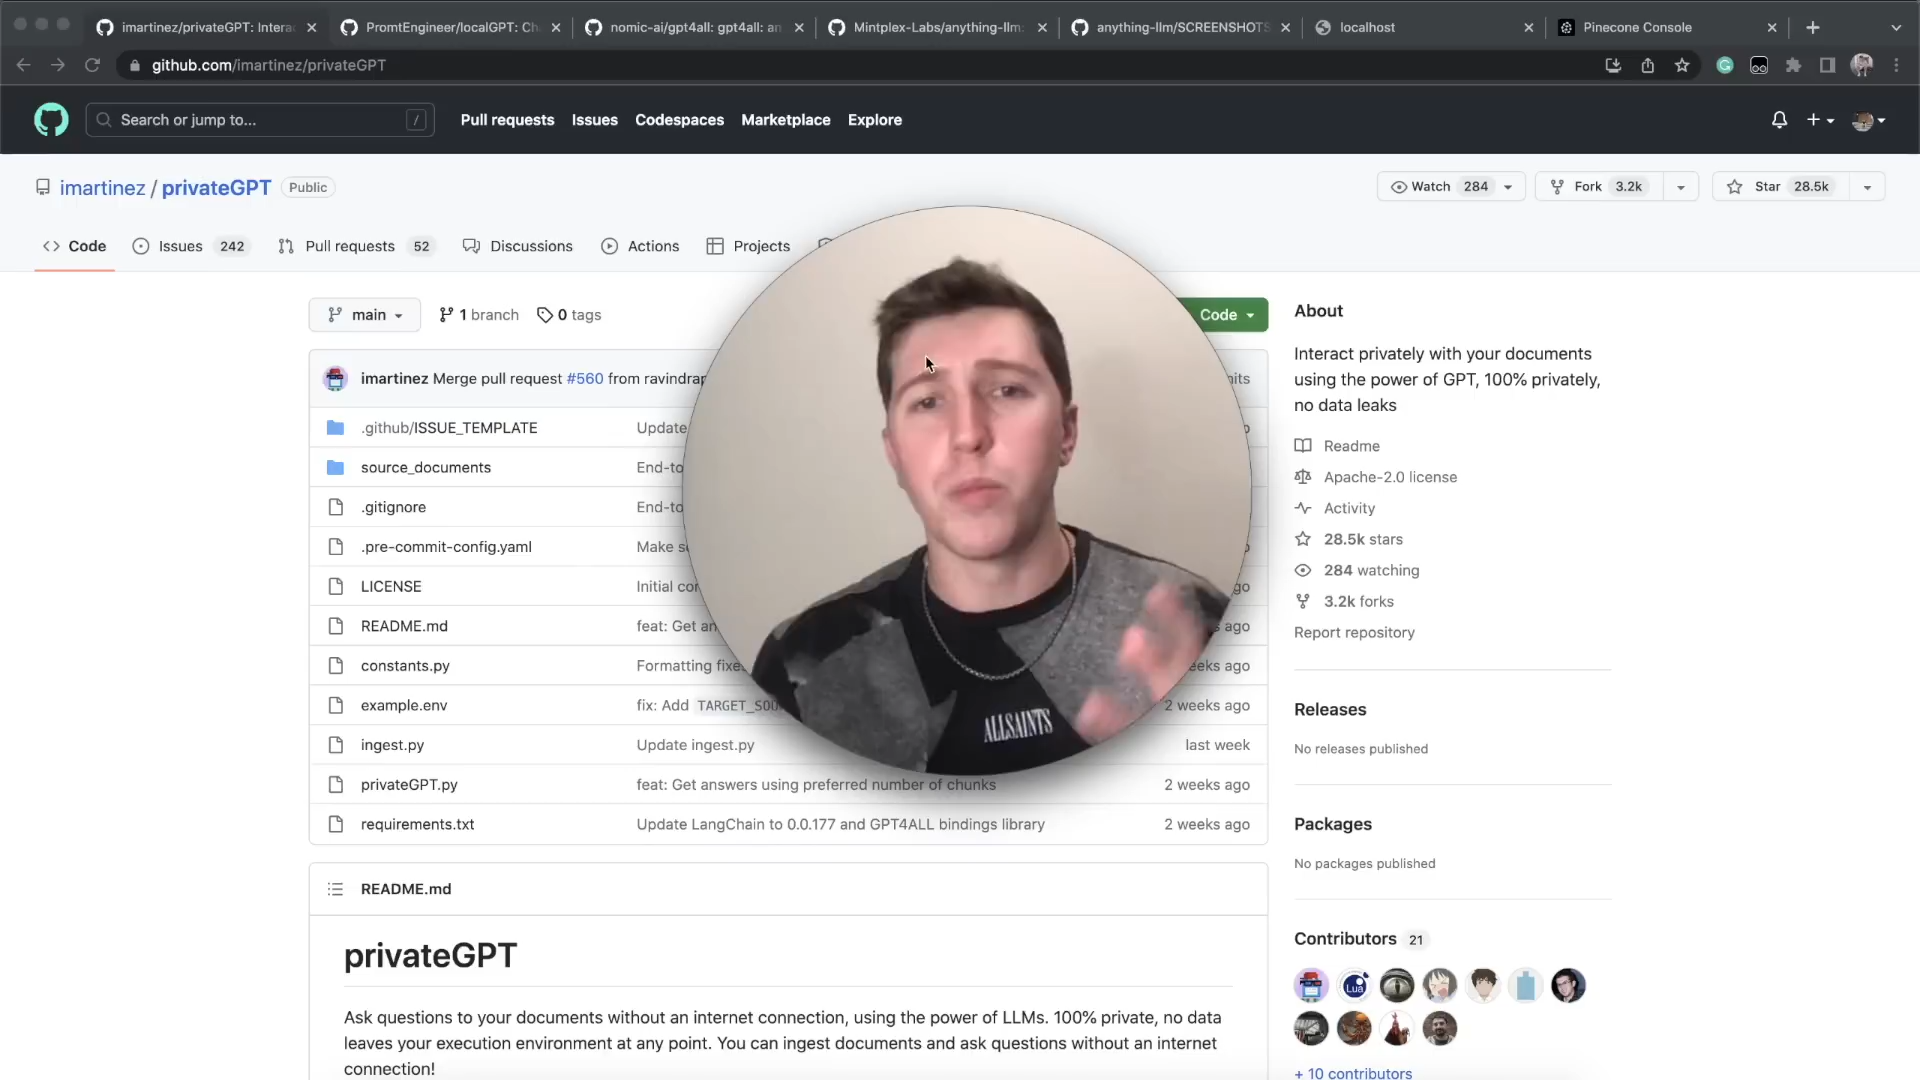 imartinez/privateGPT: Intera
PromtEngineer/localGPT: Ch
nomic-ai/gpt4all: gpt4all: an
Mintplex-Labs/anything-llm:
anything-llm/SCREENSHOTS
localhost
Pinecone Console
github.com/imartinez/privateGPT
Search or jump to...
/
Pull requests
Issues
Codespaces
Marketplace
Explore
imartinez / privateGPT
Public
Watch 284
Fork 3.2k
Star 28.5k
Code
Issues 242
Pull requests 52
Discussions
Actions
Projects
main
1 branch
0 tags
Code
imartinez Merge pull request #560 from ravindrap
.github/ISSUE_TEMPLATE
Update
source_documents
End-to
.gitignore
End-to
.pre-commit-config.yaml
Make s
LICENSE
Initial cor
go
README.md
feat: Get an
ago
constants.py
Formatting fixe
eeks ago
example.env
fix: Add TARGET_SOU
2 weeks ago
ingest.py
Update ingest.py
last week
privateGPT.py
feat: Get answers using preferred number of chunks
2 weeks ago
requirements.txt
Update LangChain to 0.0.177 and GPT4ALL bindings library
2 weeks ago
ALLSAINTS
README.md
privateGPT
Ask questions to your documents without an internet connection, using the power of LLMs. 100% private, no data
leaves your execution environment at any point. You can ingest documents and ask questions without an internet
connection!
About
Interact privately with your documents
using the power of GPT, 100% privately,
no data leaks
Readme
Apache-2.0 license
Activity
28.5k stars
284 watching
3.2k forks
Report repository
Releases
No releases published
Packages
No packages published
Contributors 21
Lua
+ 10 contributors